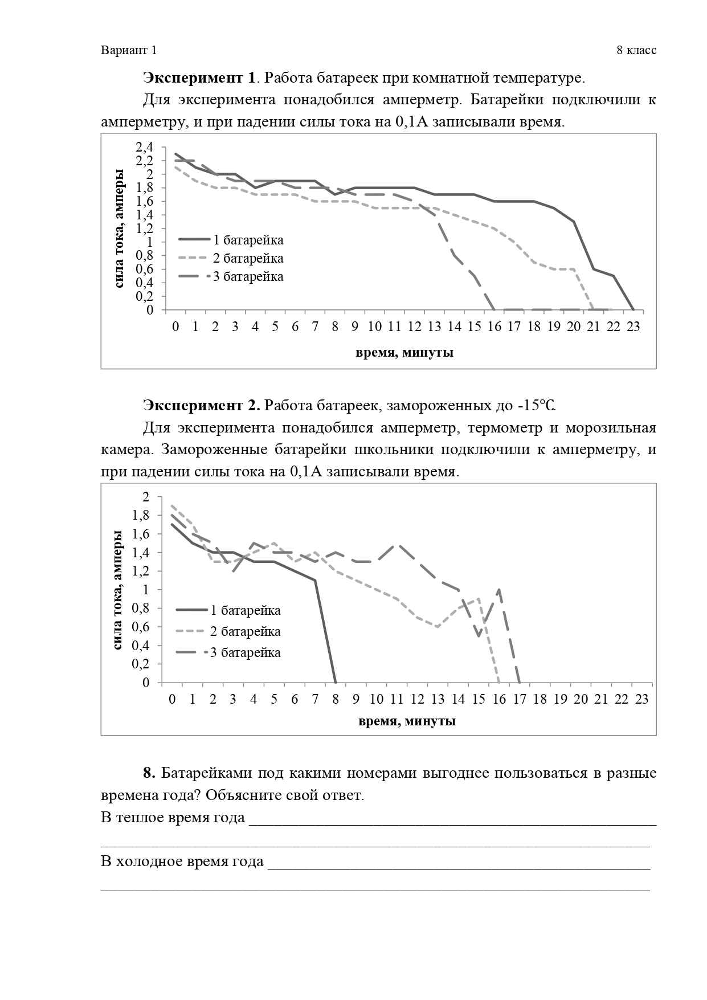 Вариант 1 8 класс
Эксперимент 1. Работа батареек при комнатной температуре.
Для эксперимента понадобился амперметр. Батарейки подключили к
амперметру, и при падении силы тока на 0,1А записывали время.
2,4
2,2
2
1,8
1,6
1,4
1,2
1
0,8
0,6
0,4
0,2
0
сила тока, амперы
1 батарейка
2 батарейка
3 батарейка
0 1 2 3 4 5 6 7 8 9 10 11 12 13 14 15 16 17 18 19 20 21 22 23
время, минуты
Эксперимент 2. Работа батареек, замороженных до -15°С.
Для эксперимента понадобился амперметр, термометр и морозильная
камера. Замороженные батарейки школьники подключили к амперметру, и
при падении силы тока на 0,1А записывали время.
2
1,8
1,6
1,4
1,2
1
0,8
0,6
0,4
0,2
0
сила тока, амперы
1 батарейка
2 батарейка
3 батарейка
0 1 2 3 4 5 6 7 8 9 10 11 12 13 14 15 16 17 18 19 20 21 22 23
время, минуты
8. Батарейками под какими номерами выгоднее пользоваться в разные
времена года? Объясните свой ответ.
В теплое время года
В холодное время года